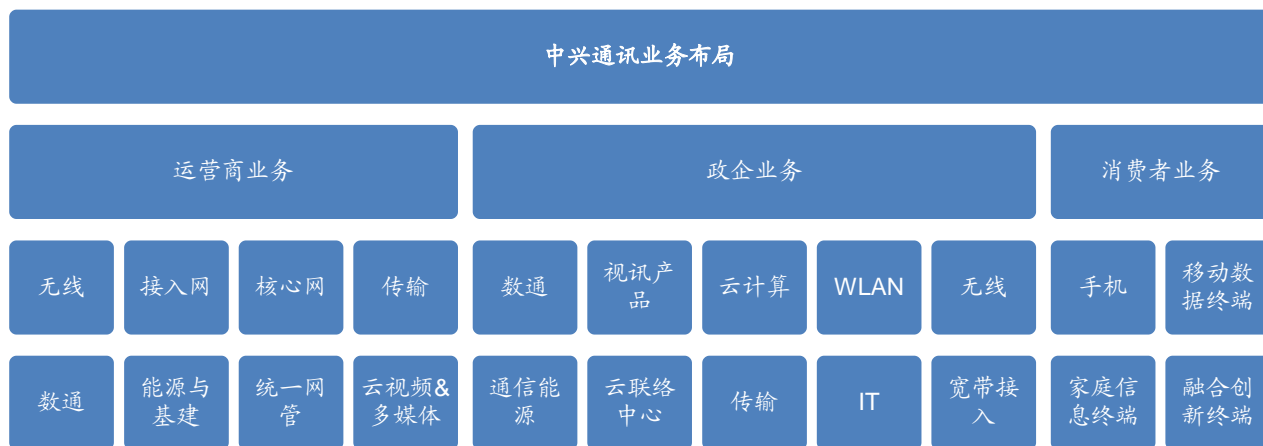 中兴通讯业务布局
运营商业务
政企业务
消费者业务
无线
接入网
核心网
传输
数通
视讯产
品
云计算
WLAN
无线
手机
移动数
据终端
数通
能源与
基建
统一网
管
云视频&
多媒体
通信能
源
云联络
中心
传输
IT
宽带接
入
家庭信
息终端
融合创
新终端